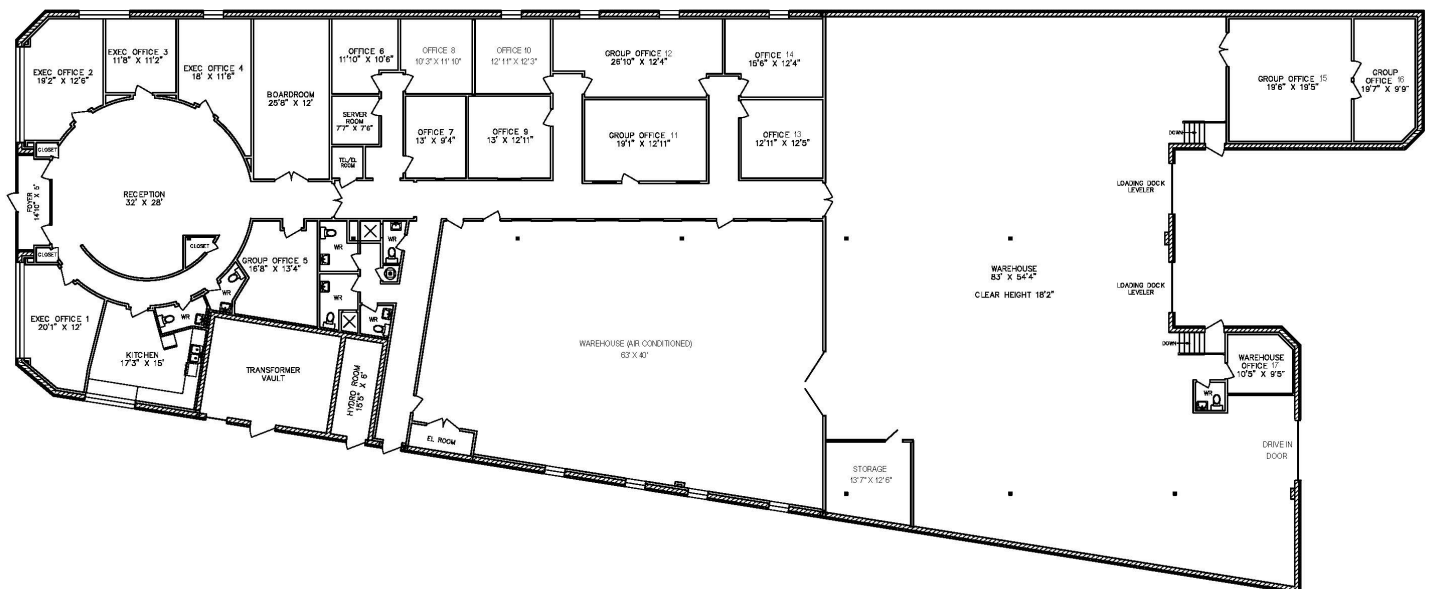 EXEC OFFICE 2
19'2" X 12'6"
EXEC OFFICE 3
11'8" X 11'2"
EXEC OFFICE 4
18' X 11'6"
BOARDROOM
25'8" X 12'
OFFICE 6
11'10" X 10'6"
OFFICE 8
10'3" X 11'10"
OFFICE 10
12'11" X 12'3"
GROUP OFFICE 12
26'10" X 12'4"
OFFICE 14
15'6" X 12'4"
GROUP OFFICE 15
19'6" X 19'5"
GROUP
OFFICE 16
19'7" X 9'9"
SERVER
ROOM
7'7" X 7'6"
TEL/EL
ROOM
OFFICE 7
13' X 9'4"
OFFICE 9
13' X 12'11"
GROUP OFFICE 11
19'1" X 12'11"
OFFICE 13
12'11" X 12'5"
DOWN
CLOSET
FOYER
14'10" X 5'
RECEPTION
32' X 28'
CLOSET
CLOSET
LOADING DOCK
LEVELER
GROUP OFFICE 5
16'8" X 13'4"
WR
WR
WR
WR
WR
WR
WAREHOUSE
83' X 54'4"
CLEAR HEIGHT 18'2"
LOADING DOCK
LEVELER
EXEC OFFICE 1
20'1" X 12'
KITCHEN
17'3" X 15'
TRANSFORMER
VAULT
HYDRO ROOM
15'5" X 6'
WAREHOUSE (AIR CONDITIONED)
63' X 40'
DOWN
WAREHOUSE
OFFICE 17
10'5" X 9'5"
WR
EL ROOM
STORAGE
13'7" X 12'6"
DRIVE IN
DOOR